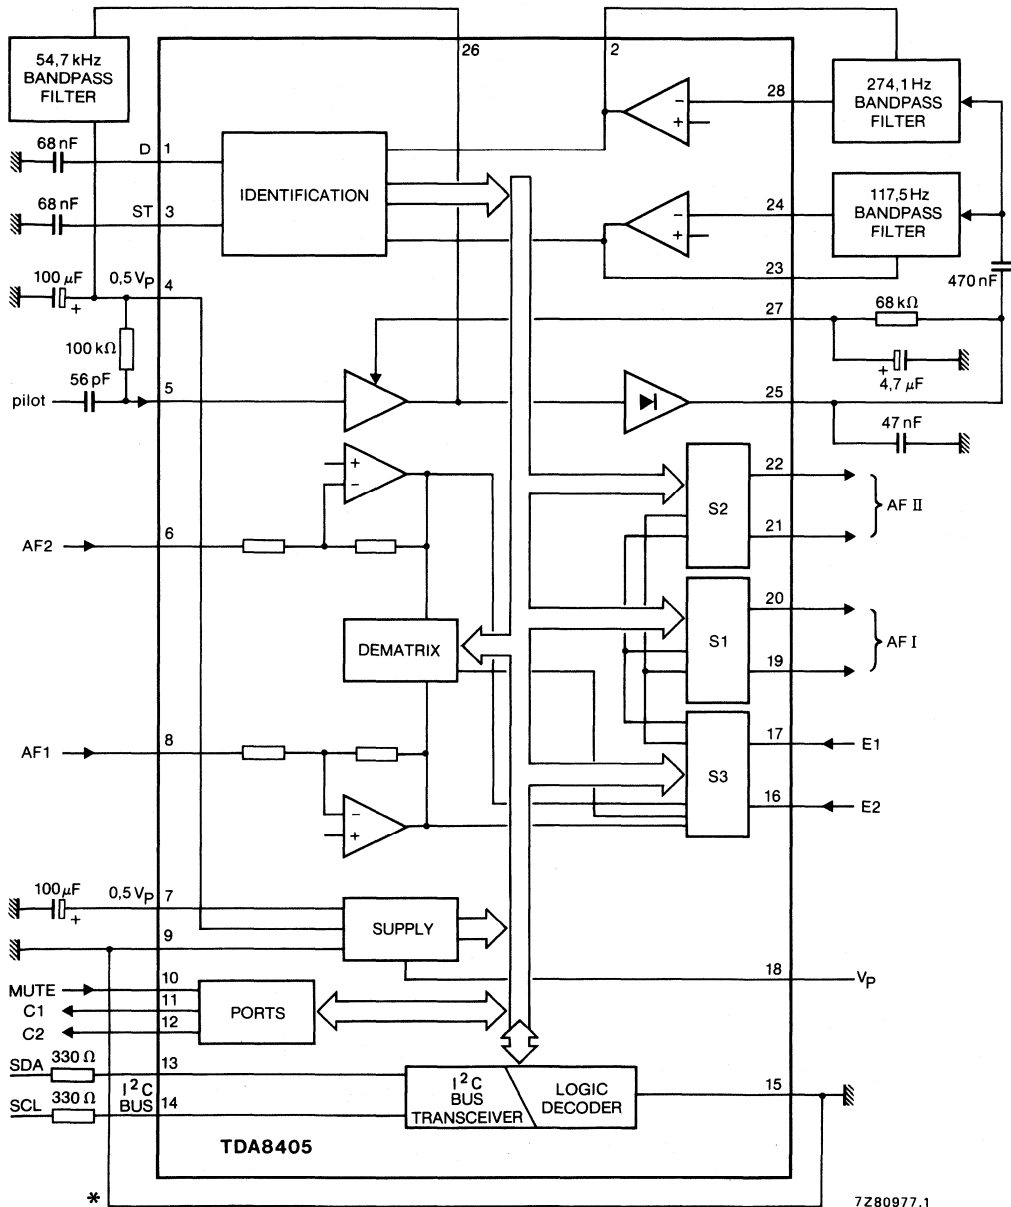 54,7 kHz
BANDPASS
FILTER
26
2
274,1 Hz
BANDPASS
FILTER
28
68 nF
D
1
IDENTIFICATION
117,5 Hz
BANDPASS
FILTER
24
68 nF
ST
3
23
470 nF
100 µF
+
0,5 VP
4
27
68 kΩ
100 kΩ
+
4,7 µF
56 pF
pilot
5
25
47 nF
+
−
22
S2
AF II
21
AF2
6
20
DEMATRIX
S1
AF I
19
AF1
8
17
E1
S3
−
+
16
E2
100 µF
+
0,5 VP
7
SUPPLY
9
18
VP
MUTE
10
C1
11
PORTS
C2
12
SDA
330 Ω
13
I²C
BUS
TRANSCEIVER
LOGIC
DECODER
15
SCL
330 Ω
I²C
BUS
14
TDA8405
*
7Z80977.1
−
+
−
+